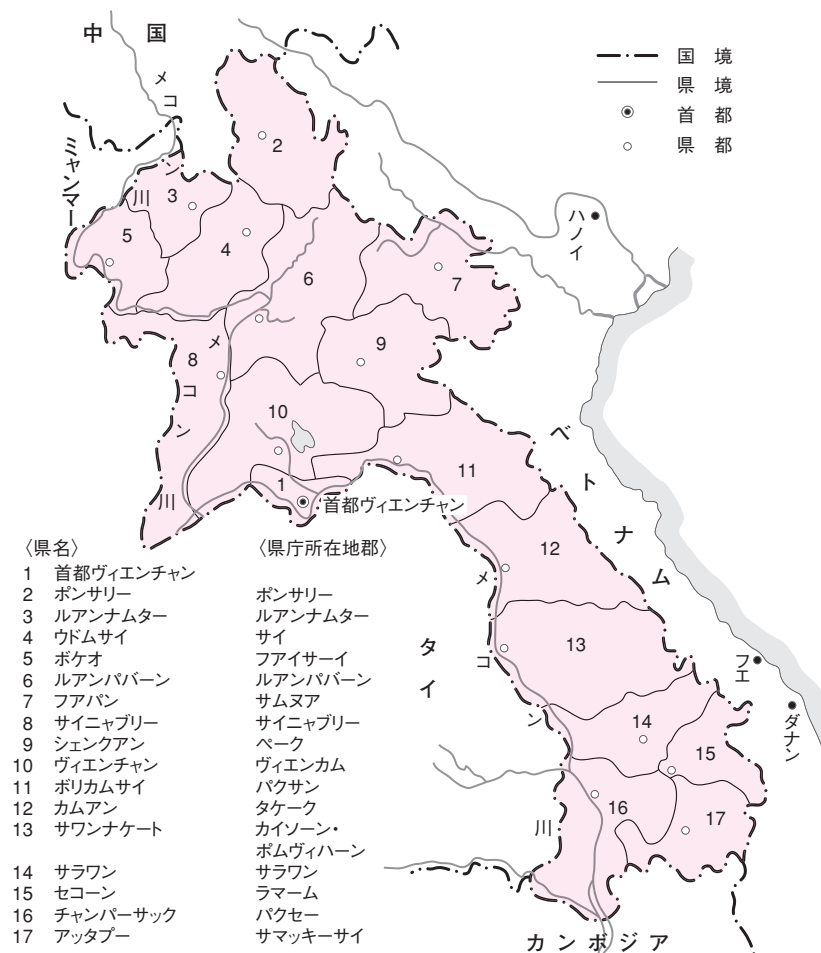 中国
メコン川
ミャンマー
国境
県境
首都
県都
2
3
5
4
6
7
ハノイ
8
9
メコン川
10
11
1
首都ヴィエンチャン
ベトナム
12
メコン川
13
タイ
フエ
ダナン
14
15
16
17
カンボジア
〈県名〉 〈県庁所在地郡〉
1 首都ヴィエンチャン
2 ポンサリー ポンサリー
3 ルアンナムター ルアンナムター
4 ウドムサイ サイ
5 ボケオ フアイサーイ
6 ルアンパバーン ルアンパバーン
7 フアパン サムヌア
8 サイニャブリー サイニャブリー
9 シェンクアン ペーク
10 ヴィエンチャン ヴィエンカム
11 ボリカムサイ パクサン
12 カムアン タケーク
13 サワンナケート カイソーン・
ポムヴィハーン
14 サラワン サラワン
15 セコーン ラマーム
16 チャンパーサック パクセー
17 アッタプー サマッキーサイ